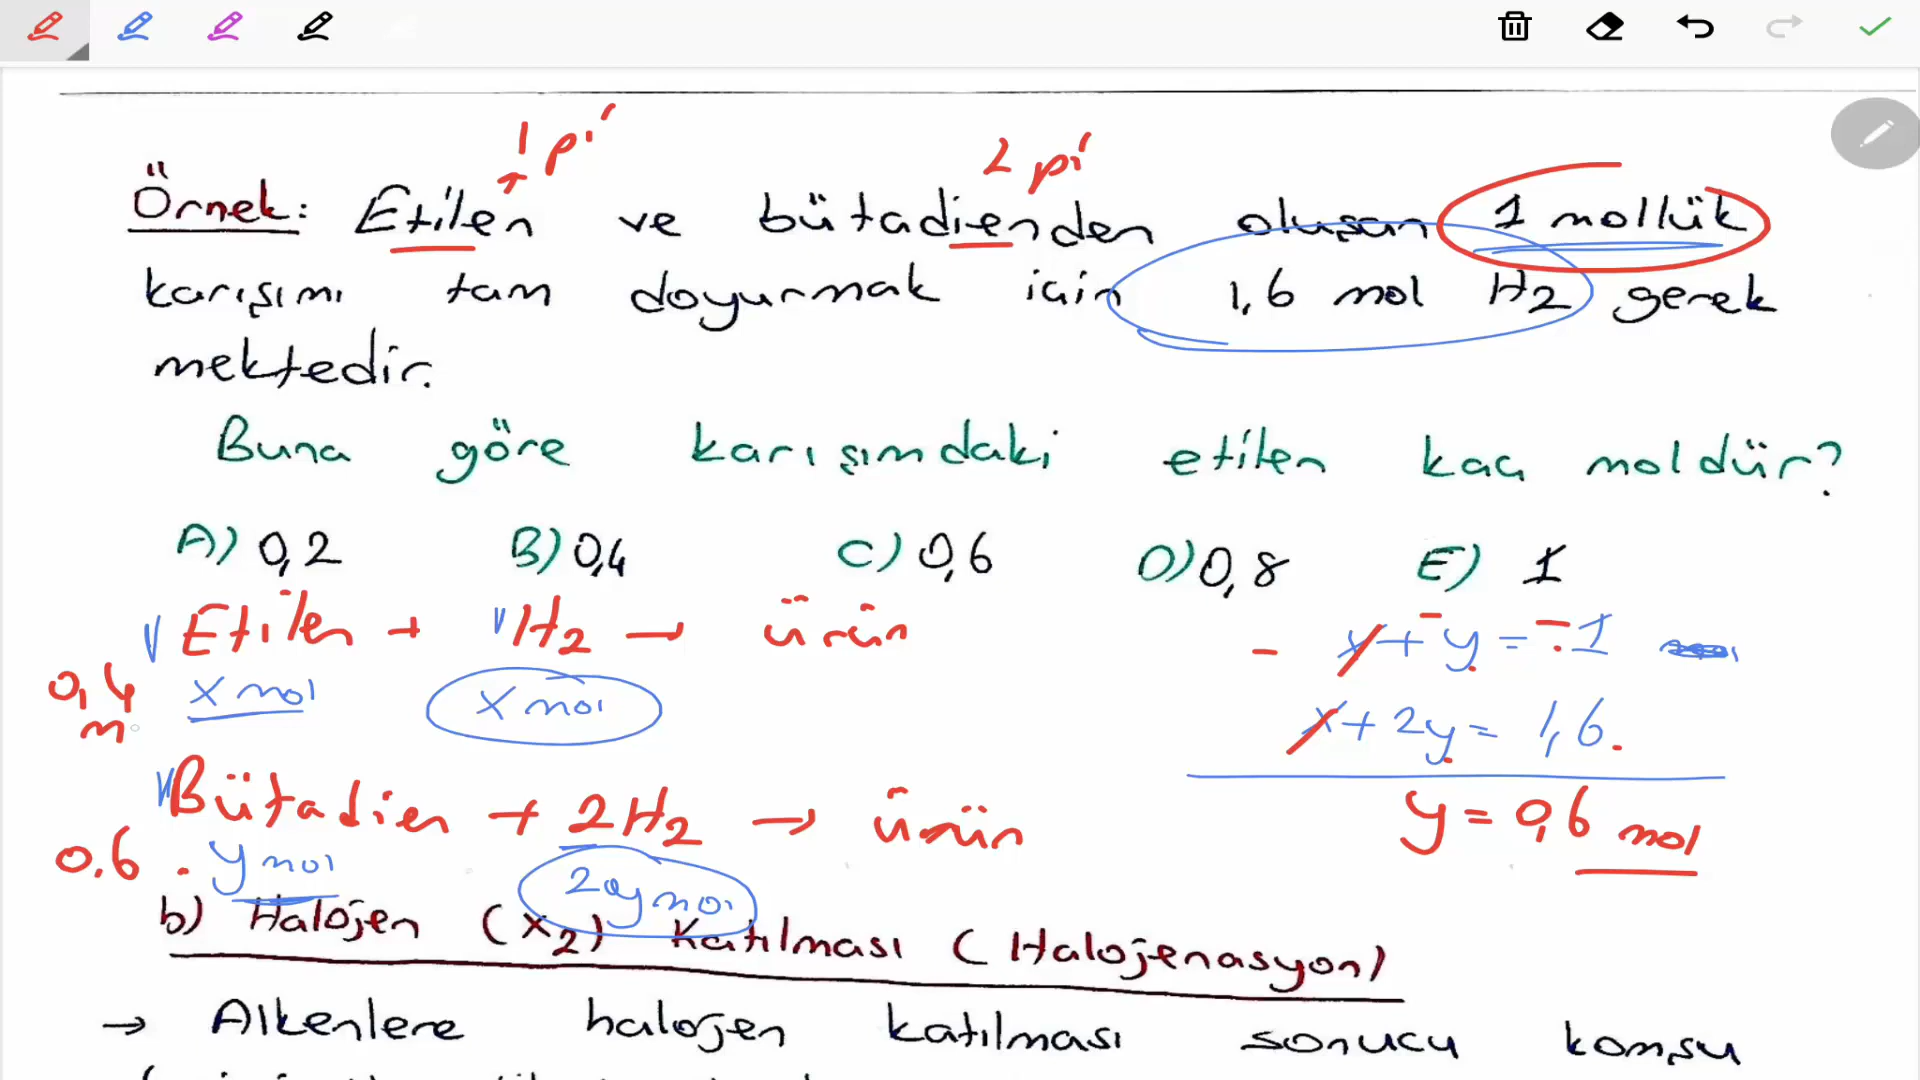 1 pi
2 pi
Örnek: Etilen ve bütadienden oluşan 1 mollük
karışımı tam doyurmak için 1,6 mol H2 gerek
mektedir.
Buna göre karışımdaki etilen kaç moldür?
A) 0,2 B) 0,4 C) 0,6 D) 0,8 E) 1
Etilen + H2 → ürün
0,4 x mol x mol
m
Bütadien + 2H2 → ürün
0.6 y mol 2y mol
- x + y = 1
x + 2y = 1,6
y = 0,6 mol
b) Halojen (X2) Katılması (Halojenasyon)
→ Alkenlere halojen katılması sonucu komşu